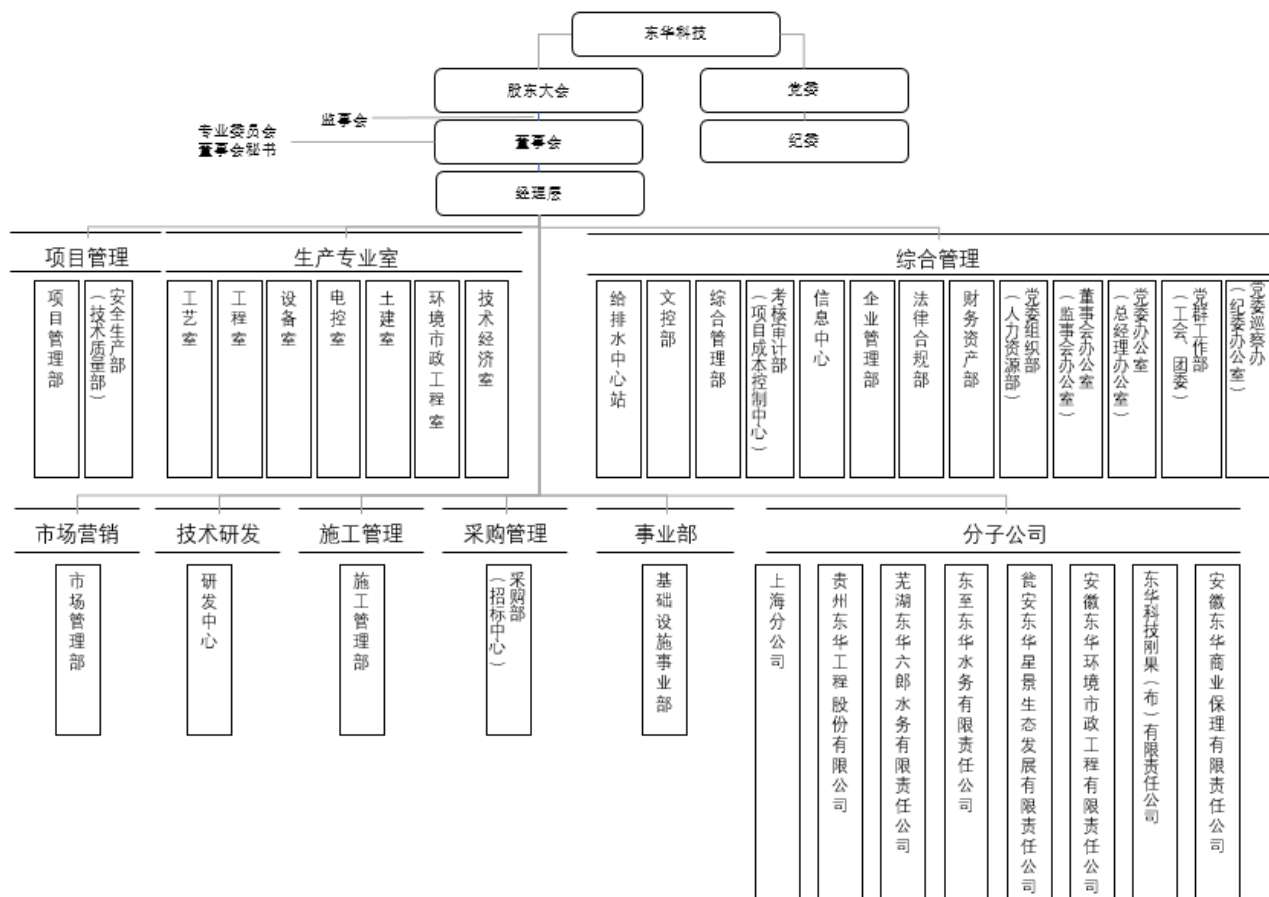 东华科技
股东大会
党委
监事会
专业委员会
董事会秘书
董事会
纪委
经理层
项目管理
生产专业室
综合管理
项目管理部
安全生产部
（技术质量部）
工艺室
工程室
设备室
电控室
土建室
环境市政工程室
技术经济室
给排水中心站
文控部
综合管理部
考核审计部
（项目成本控制中心）
信息中心
企业管理部
法律合规部
财务资产部
党委组织部
（人力资源部）
董事会办公室
（监事会办公室）
党委办公室
（总经理办公室）
党群工作部
（工会、团委）
党委巡察办
（纪委办公室）
市场营销
技术研发
施工管理
采购管理
事业部
分子公司
市场管理部
研发中心
施工管理部
采购部
（招标中心）
基础设施事业部
上海分公司
贵州东华工程股份有限公司
芜湖东华六郎水务有限责任公司
东至东华水务有限责任公司
瓮安东华星景生态发展有限责任公司
安徽东华环境市政工程有限责任公司
东华科技刚果（布）有限责任公司
安徽东华商业保理有限责任公司